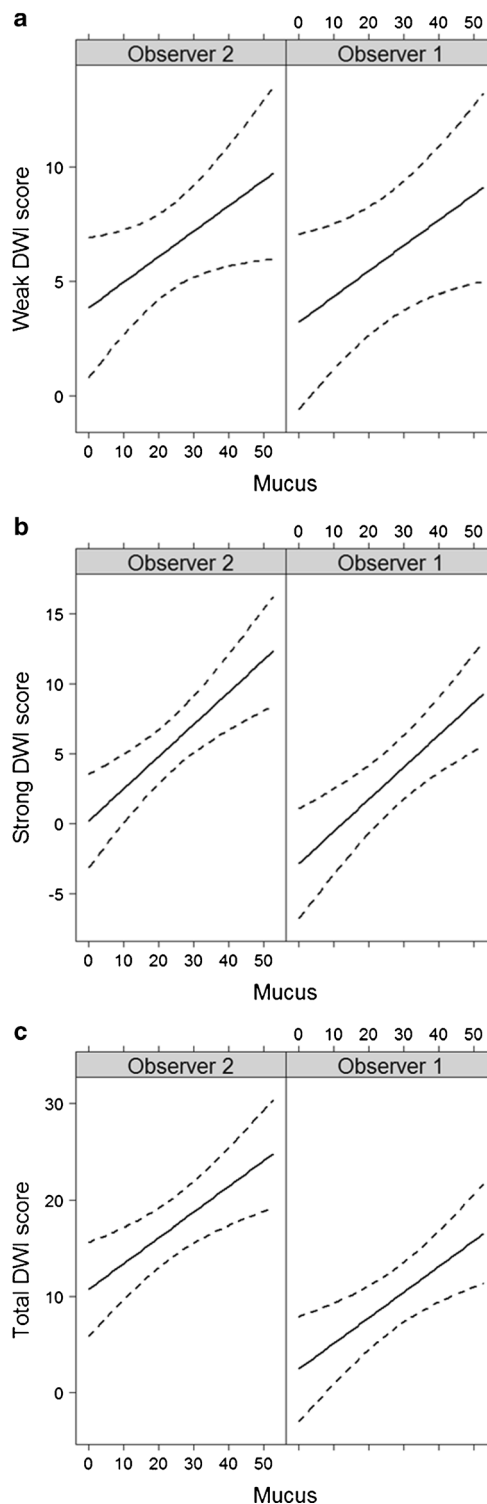 a
0 10 20 30 40 50
Observer 2 Observer 1
Weak DWI score
10
5
0
0 10 20 30 40 50
Mucus
b
0 10 20 30 40 50
Observer 2 Observer 1
Strong DWI score
15
10
5
0
-5
0 10 20 30 40 50
Mucus
c
0 10 20 30 40 50
Observer 2 Observer 1
Total DWI score
30
20
10
0
0 10 20 30 40 50
Mucus